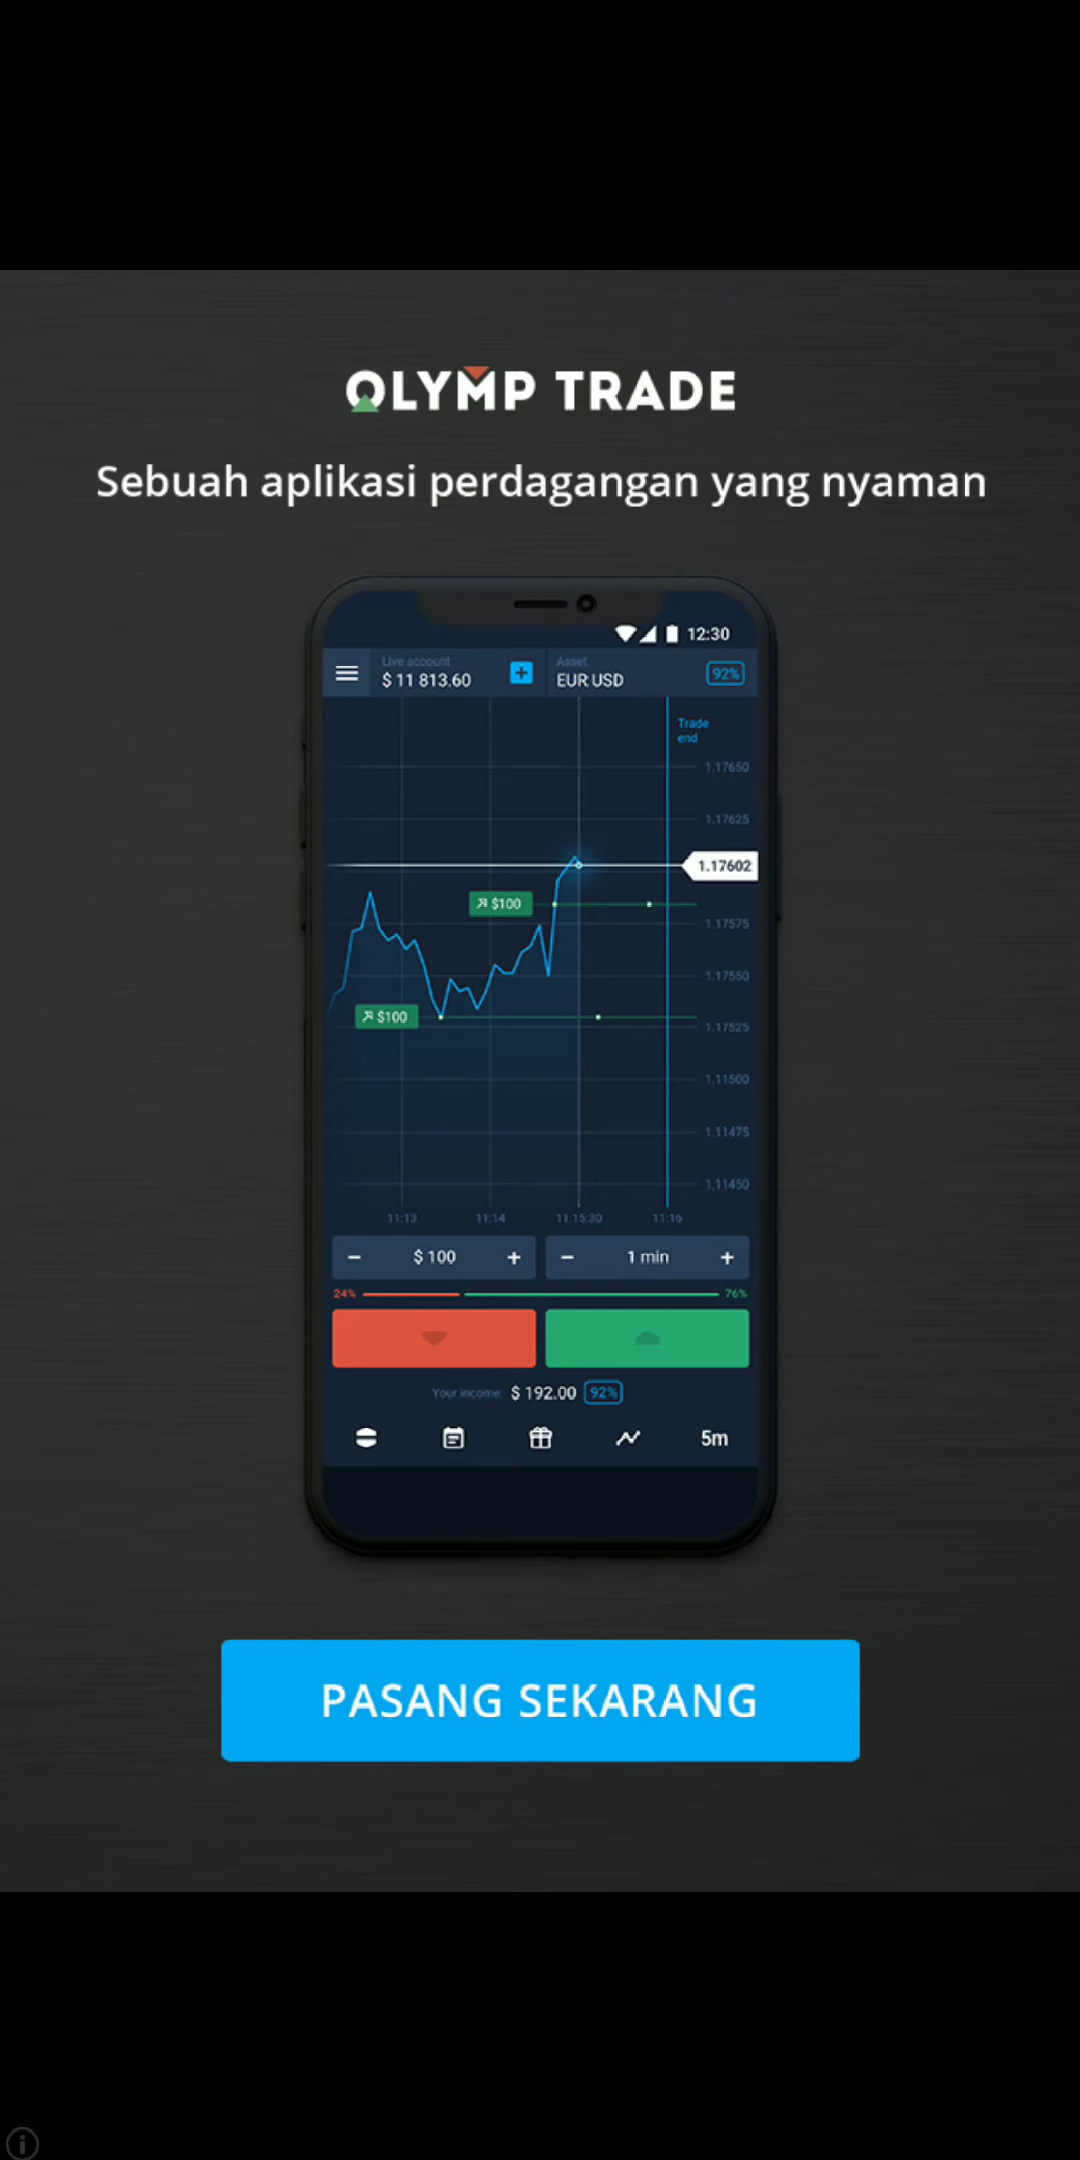 OLYMP TRADE
Sebuah aplikasi perdagangan yang nyaman
12:30
Live account
$ 11 813.60
Asset
EUR USD
92%
Trade
end
1.17650
1.17625
1.17602
$100
1.17575
1.17550
$100
1.17525
1.11500
1.11475
1.11450
11:13 11:14 11:15:30 11:16
− $ 100 + − 1 min +
24% 76%
Your income: $ 192.00 92%
5m
PASANG SEKARANG